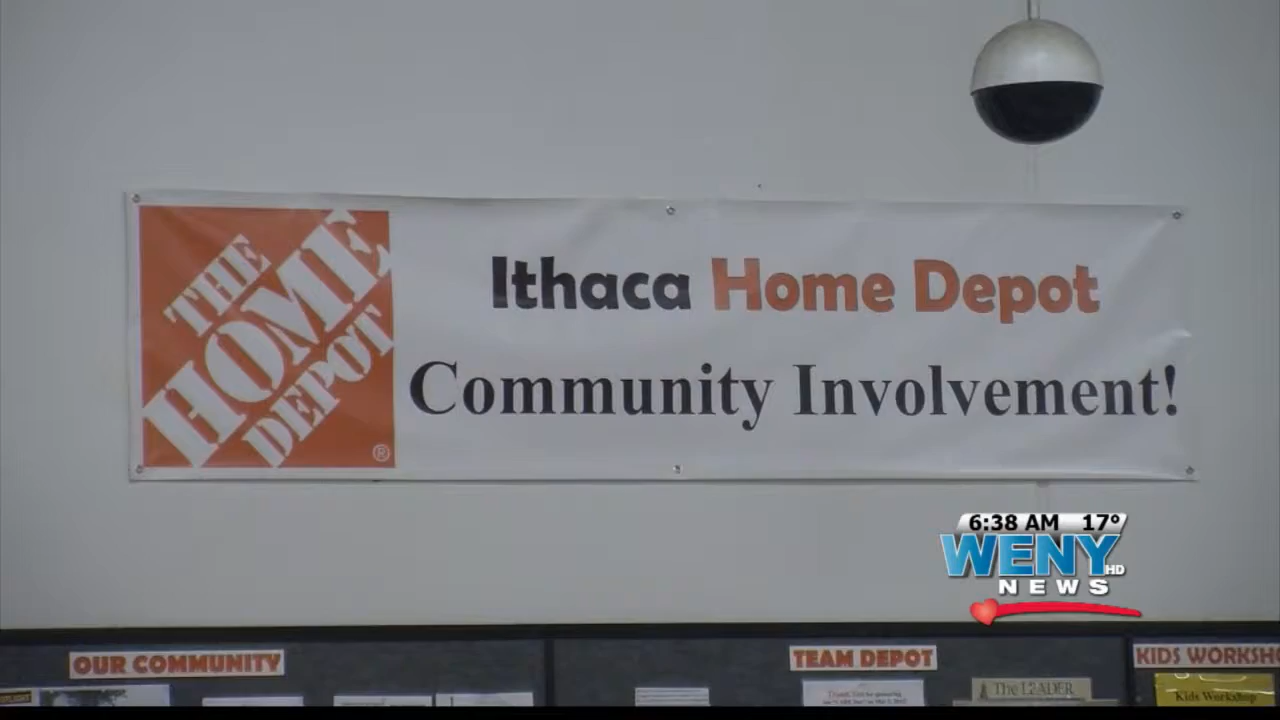 THE
HOME
DEPOT
®
Ithaca Home Depot
Community Involvement!
6:38 AM 17°
WENY
HD
NEWS
OUR COMMUNITY
TEAM DEPOT
KIDS WORKSHO
The LEADER
Kids Workshop